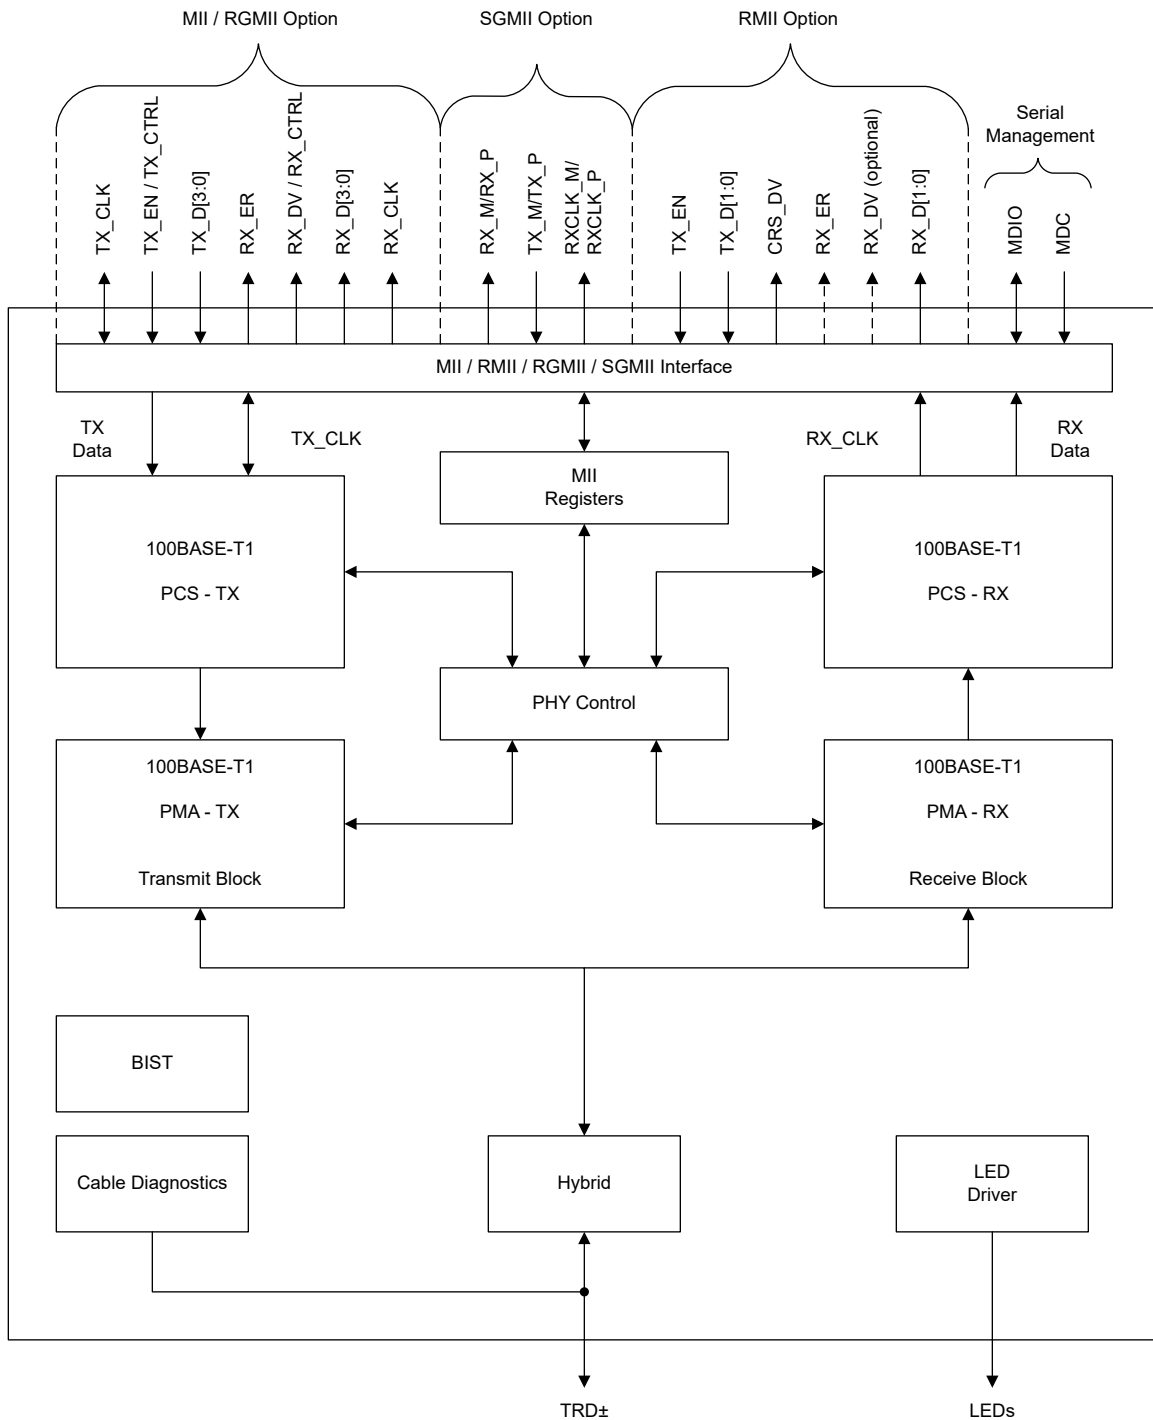 MII / RGMII Option
SGMII Option
RMII Option
Serial
Management
TX_CLK
TX_EN / TX_CTRL
TX_D[3:0]
RX_ER
RX_DV / RX_CTRL
RX_D[3:0]
RX_CLK
RX_M/RX_P
TX_M/TX_P
RXCLK_M/
RXCLK_P
TX_EN
TX_D[1:0]
CRS_DV
RX_ER
RX_DV (optional)
RX_D[1:0]
MDIO
MDC
MII / RMII / RGMII / SGMII Interface
TX
Data
TX_CLK
RX_CLK
RX
Data
MII
Registers
100BASE-T1
PCS - TX
100BASE-T1
PCS - RX
PHY Control
100BASE-T1
PMA - TX
Transmit Block
100BASE-T1
PMA - RX
Receive Block
BIST
Cable Diagnostics
Hybrid
LED
Driver
TRD±
LEDs